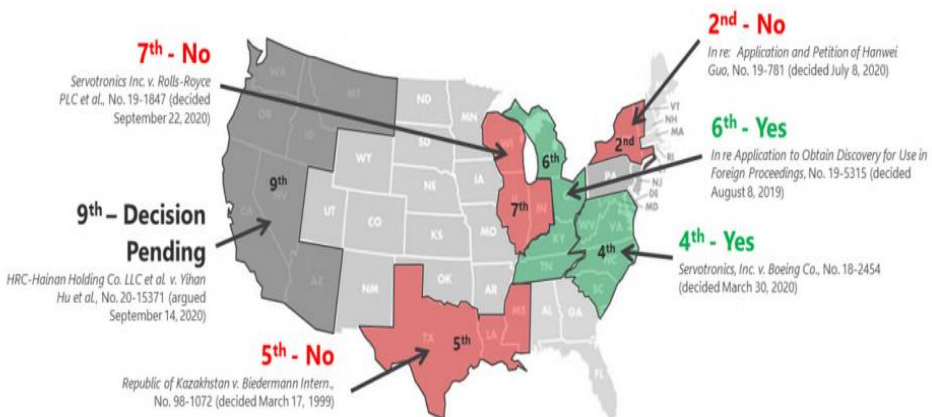 7th - No
Servotronics Inc. v. Rolls-Royce
PLC et al., No. 19-1847 (decided
September 22, 2020)
2nd - No
In re: Application and Petition of Hanwei
Guo, No. 19-781 (decided July 8, 2020)
6th - Yes
In re Application to Obtain Discovery for Use in
Foreign Proceedings, No. 19-5315 (decided
August 8, 2019)
4th - Yes
Servotronics, Inc. v. Boeing Co., No. 18-2454
(decided March 30, 2020)
9th – Decision
Pending
HRC-Hainan Holding Co. LLC et al. v. Yihan
Hu et al., No. 20-15371 (argued
September 14, 2020)
5th - No
Republic of Kazakhstan v. Biedermann Intern.,
No. 98-1072 (decided March 17, 1999)
WA
MT
ND
MN
OR
ID
SD
WY
NE
IA
NV
CA
UT
CO
KS
MO
AZ
NM
OK
AR
TX
LA
MS
AL
GA
FL
SC
NC
TN
KY
VA
WV
IN
WI
PA
VT
NH
MA
RI
NJ
DE
MD
9th
7th
6th
2nd
4th
5th